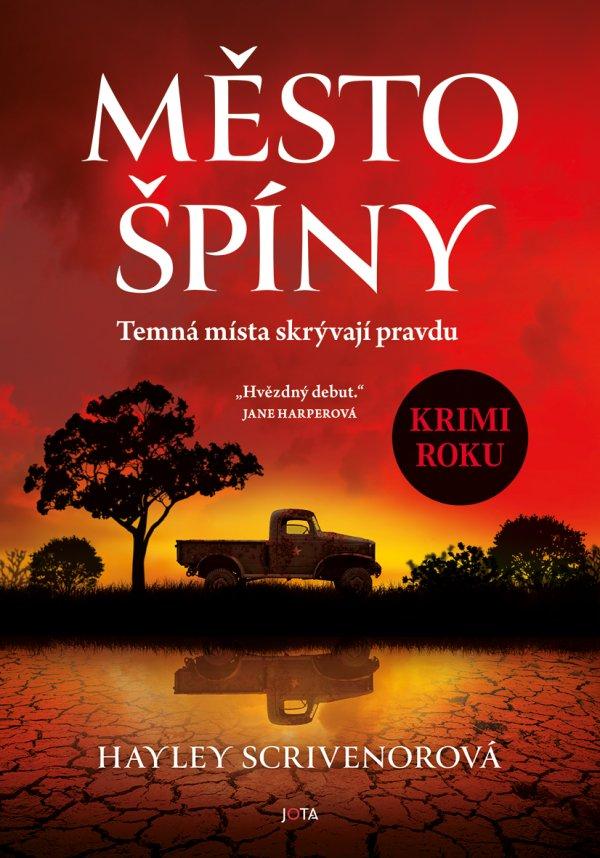 MĚSTO
ŠPÍNY
Temná místa skrývají pravdu
„Hvězdný debut.“
JANE HARPEROVÁ
KRIMI
ROKU
HAYLEY SCRIVENOROVÁ
JOTA